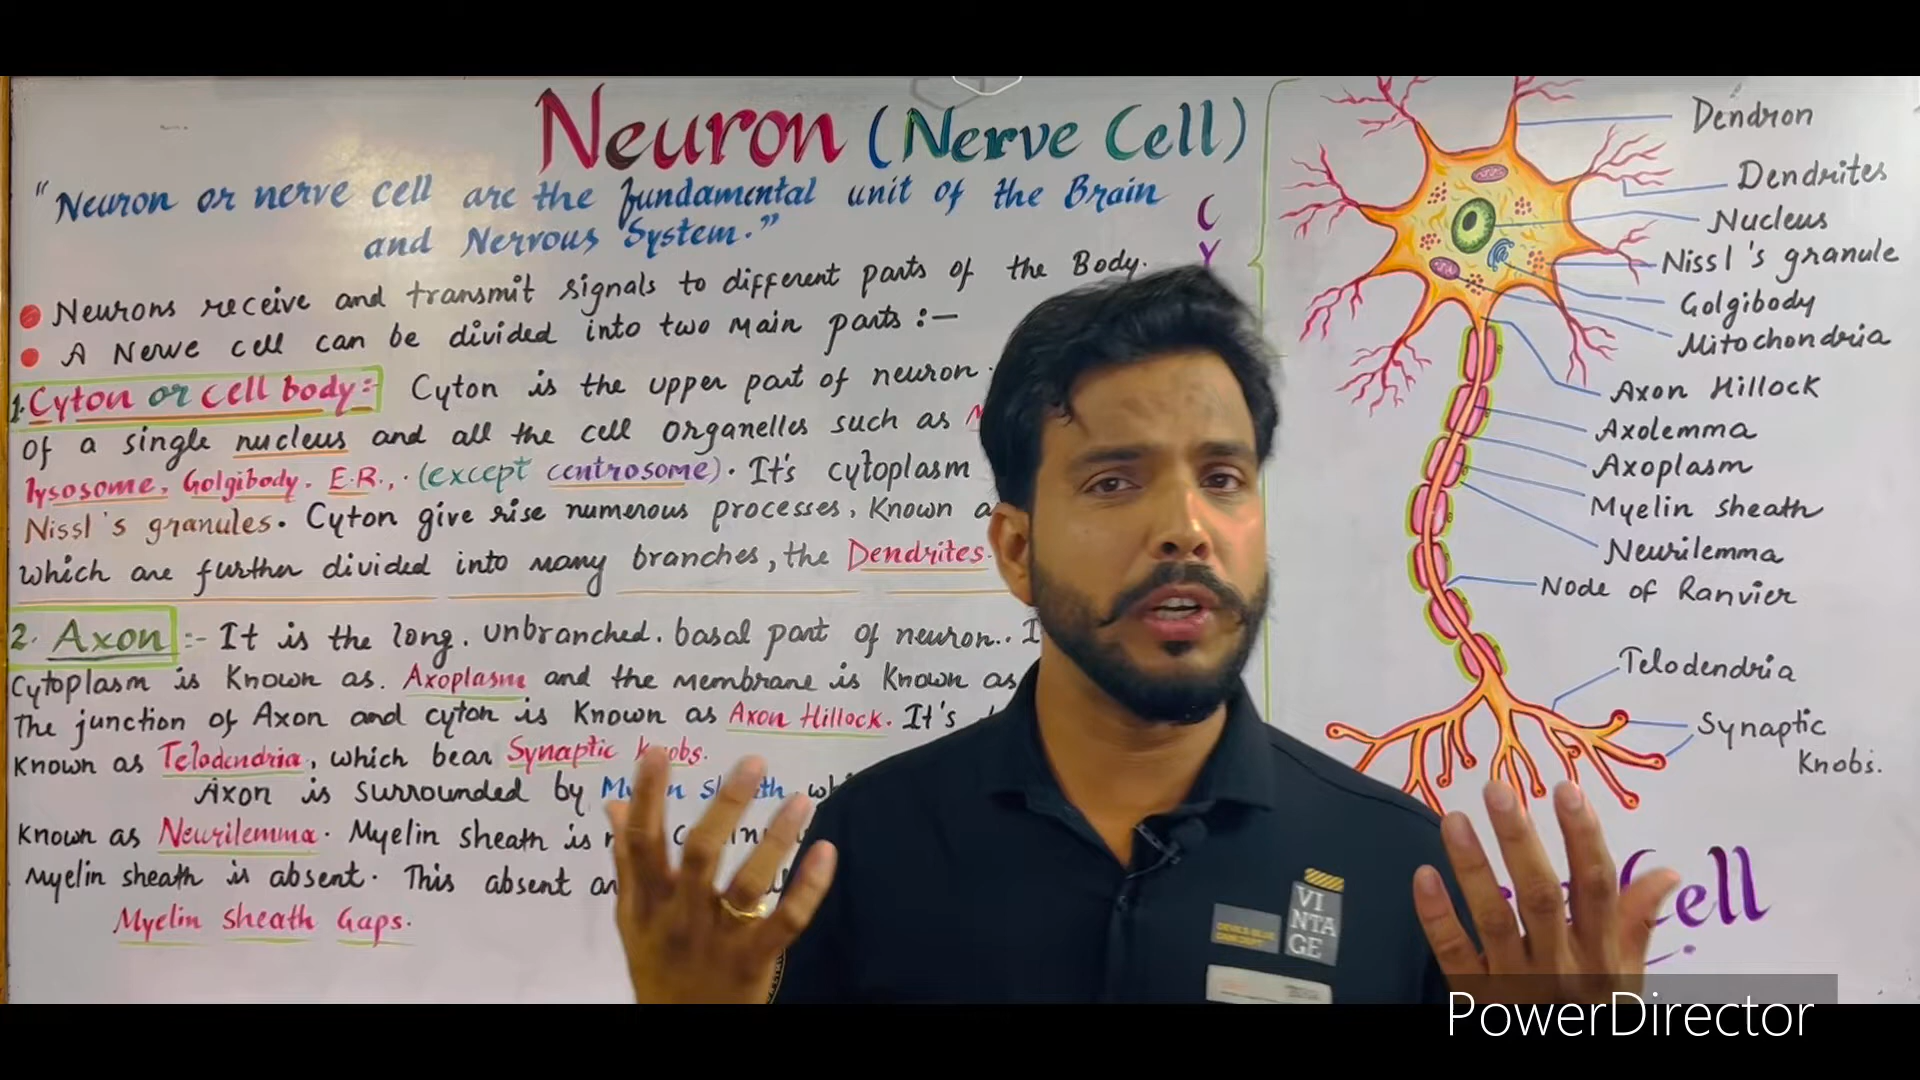 Neuron (Nerve Cell)
"Neuron or nerve cell are the fundamental unit of the Brain
and Nervous System."
Neurons receive and transmit signals to different parts of the Body.
A Nerve cell can be divided into two main parts :-
1. Cyton or cell body:- Cyton is the upper part of neuron.
of a single nucleus and all the cell organelles such as M
lysosome, Golgibody, E.R., (except centrosome). It's cytoplasm
Nissl's granules. Cyton give rise numerous processes, Known a
which are further divided into many branches, the Dendrites.
2. Axon :- It is the long, unbranched, basal part of neuron.. I
Cytoplasm is Known as. Axoplasm and the membrane is Known as
The junction of Axon and cyton is Known as Axon Hillock. It's
Known as Telodendria, which bear Synaptic Knobs.
Axon is surrounded by
Known as Neurilemma. Myelin sheath is
Myelin sheath is absent. This absent
Myelin Sheath Gaps.
C
Y
Dendron
Dendrites
Nucleus
Nissl's granule
Golgibody
Mitochondria
Axon Hillock
Axolemma
Axoplasm
Myelin sheath
Neurilemma
Node of Ranvier
Telodendria
Synaptic
Knobs.
Cell
VI
NTA
GE
PowerDirector